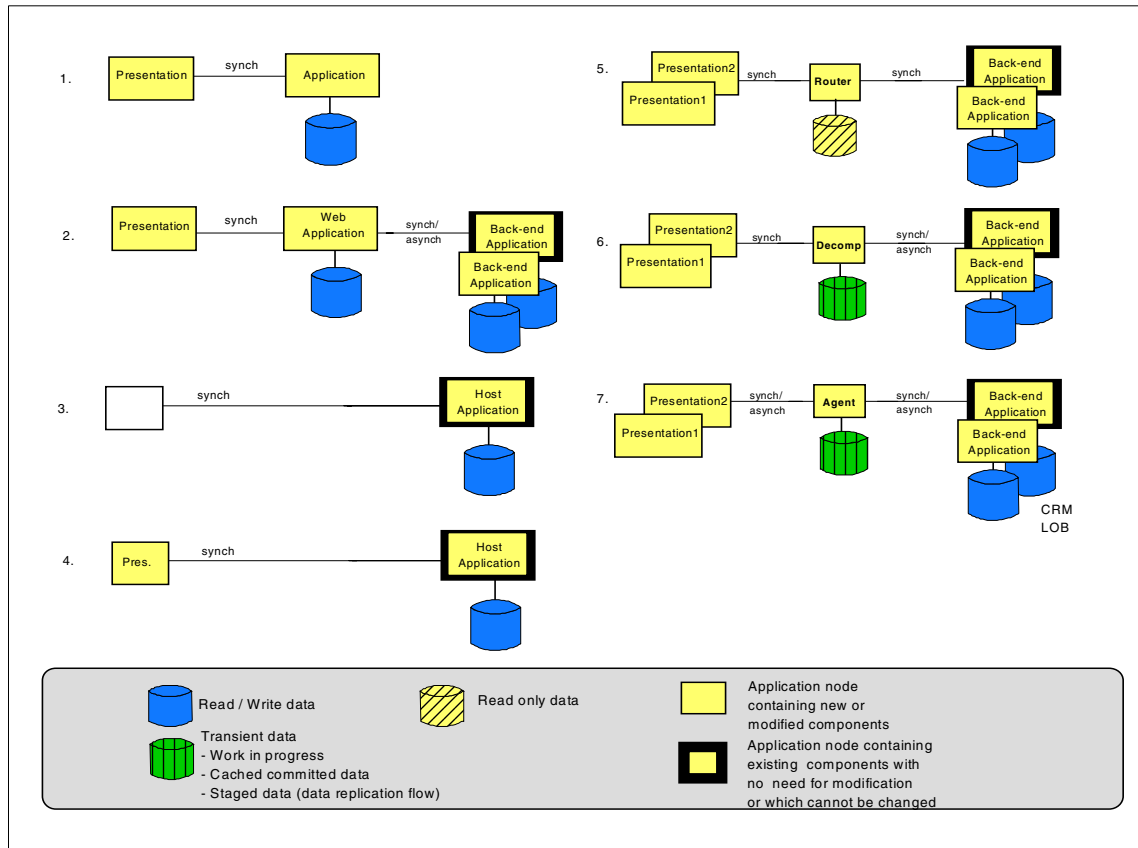 1.
Presentation
synch
Application
2.
Presentation
synch
Web
Application
synch/
asynch
Back-end
Application
Back-end
Application
3.
synch
Host
Application
4.
Pres.
synch
Host
Application
5.
Presentation2
Presentation1
synch
Router
synch
Back-end
Application
Back-end
Application
6.
Presentation2
Presentation1
synch
Decomp
synch/
asynch
Back-end
Application
Back-end
Application
7.
Presentation2
Presentation1
synch/
asynch
Agent
synch/
asynch
Back-end
Application
Back-end
Application
CRM
LOB
Read / Write data
Transient data
- Work in progress
- Cached committed data
- Staged data (data replication flow)
Read only data
Application node
containing new or
modified components
Application node containing
existing components with
no need for modification
or which cannot be changed